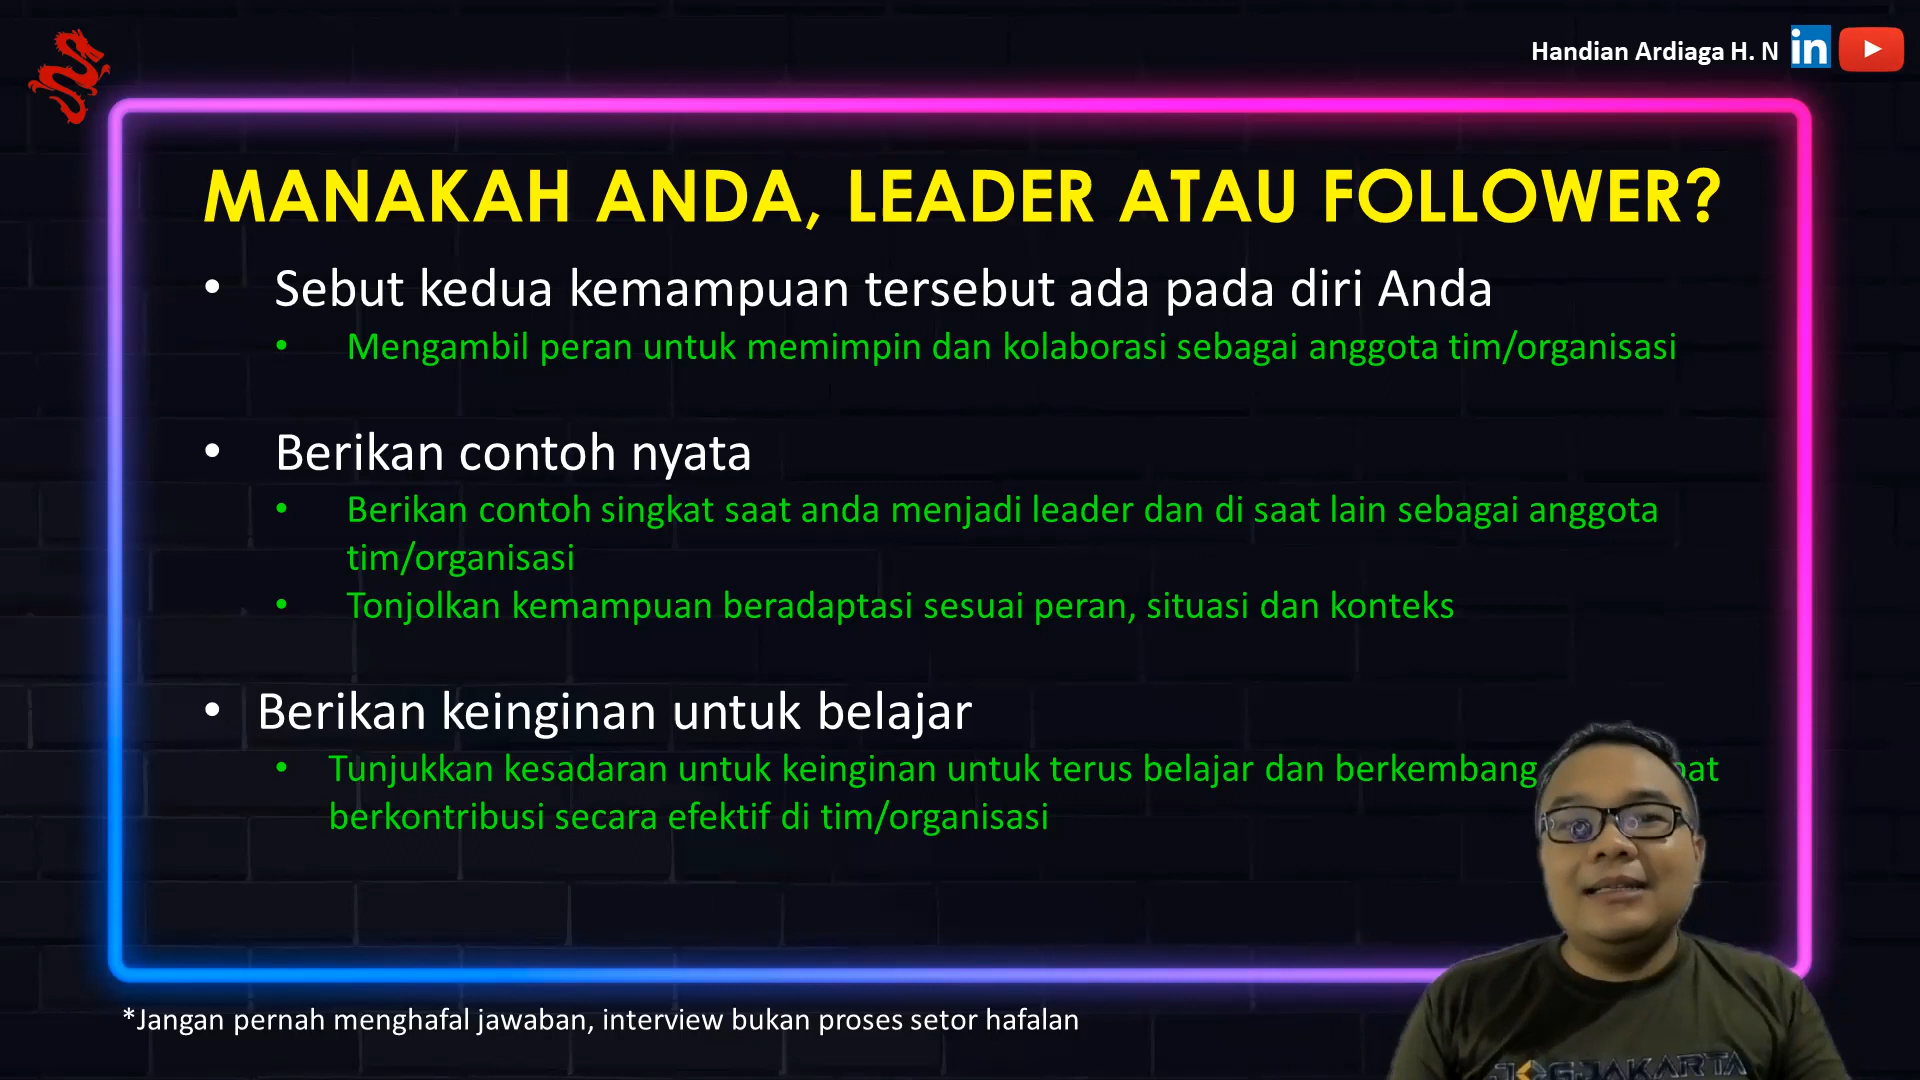 Handian Ardiaga H. N in
MANAKAH ANDA, LEADER ATAU FOLLOWER?
• Sebut kedua kemampuan tersebut ada pada diri Anda
• Mengambil peran untuk memimpin dan kolaborasi sebagai anggota tim/organisasi
• Berikan contoh nyata
• Berikan contoh singkat saat anda menjadi leader dan di saat lain sebagai anggota
tim/organisasi
• Tonjolkan kemampuan beradaptasi sesuai peran, situasi dan konteks
• Berikan keinginan untuk belajar
• Tunjukkan kesadaran untuk keinginan untuk terus belajar dan berkembang
berkontribusi secara efektif di tim/organisasi
*Jangan pernah menghafal jawaban, interview bukan proses setor hafalan
JOGJAKARTA